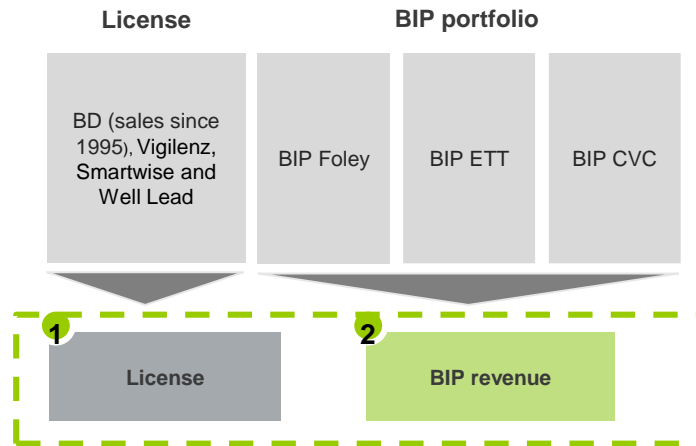 License
BIP portfolio
BD (sales since
1995), Vigilenz,
Smartwise and
Well Lead
BIP Foley
BIP ETT
BIP CVC
1
License
2
BIP revenue